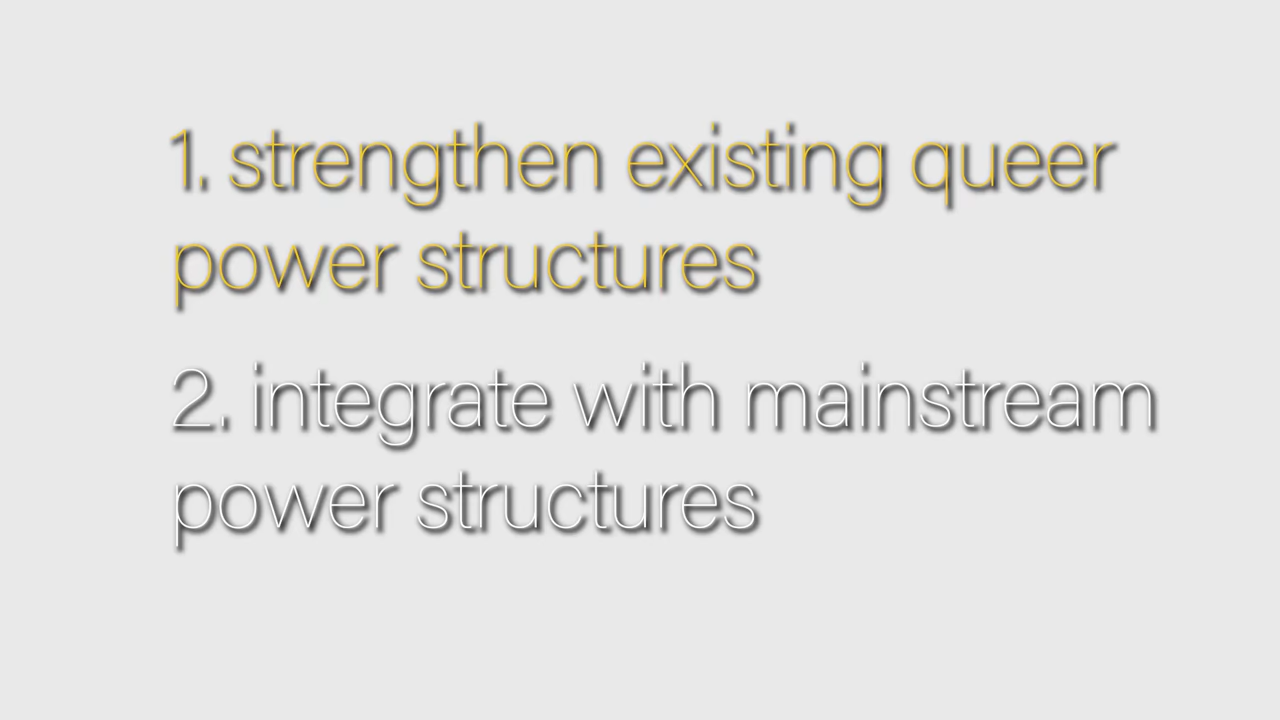 1. strengthen existing queer
power structures
2. integrate with mainstream
power structures